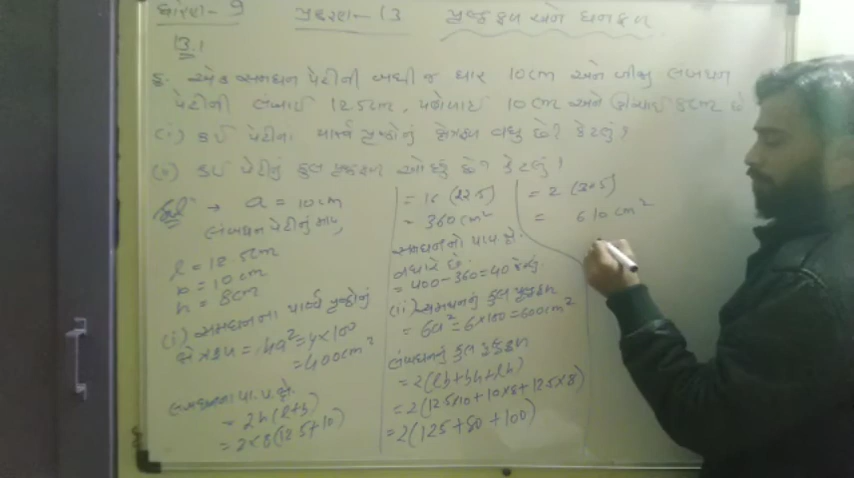 ધોરણ - 9 પ્રકરણ - 13 પૃષ્ઠફળ અને ઘનફળ
13.1
8. એક સમઘન પેટીની બધી જ ધાર 10cm અને બીજી લંબઘન
પેટીની લંબાઈ 12.5cm, પહોળાઈ 10cm અને ઊંચાઈ 8cm છે
(i) કઈ પેટીના પાર્શ્વ પૃષ્ઠોનું ક્ષેત્રફળ વધુ છે? કેટલું?
(ii) કઈ પેટીનું કુલ પૃષ્ઠફળ ઓછું છે? કેટલું?
→ a = 10cm
લંબઘન પેટીનું માપ,
l = 12.5cm
b = 10cm
h = 8cm
(i) સમઘનના પાર્શ્વ પૃષ્ઠોનું
ક્ષેત્રફળ = 4a² = 4×100
= 400cm²
લંબઘનના પા.પૃ.ક્ષે.
= 2h(l+b)
= 2×8(12.5+10)
= 16 (22.5)
= 360cm²
સમઘનનો
વધારે છે.
= 400-360 = 40 cm²
(ii) સમઘનનું કુલ પૃષ્ઠફળ
= 6a² = 6×100 = 600cm²
લંબઘનનું કુલ પૃષ્ઠફળ
= 2(lb+bh+lh)
= 2(12.5×10+10×8+12.5×8)
= 2(125+80+100)
= 2 (305)
= 610cm²